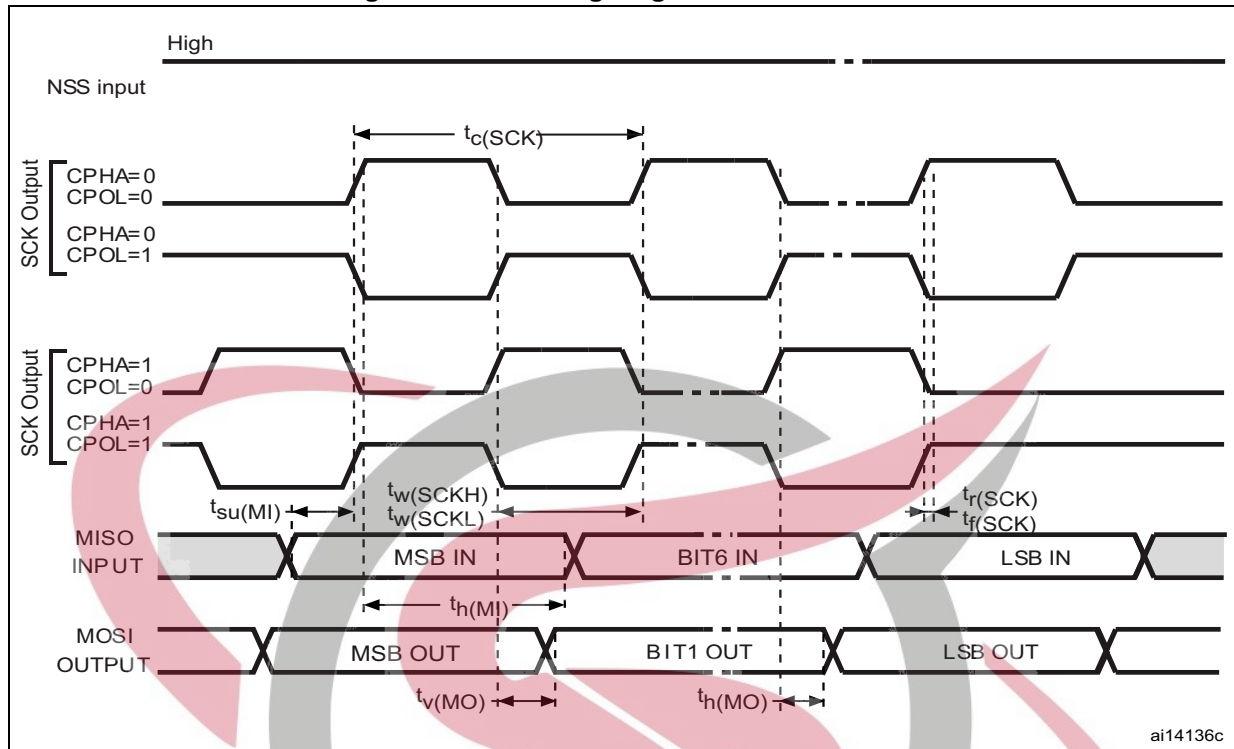 High
NSS input
tc(SCK)
SCK Output
CPHA=0
CPOL=0
CPHA=0
CPOL=1
SCK Output
CPHA=1
CPOL=0
CPHA=1
CPOL=1
tsu(MI)
tw(SCKH)
tw(SCKL)
tr(SCK)
tf(SCK)
MISO
INPUT
MSB IN
BIT6 IN
LSB IN
th(MI)
MOSI
OUTPUT
MSB OUT
BIT1 OUT
LSB OUT
tv(MO)
th(MO)
ai14136c